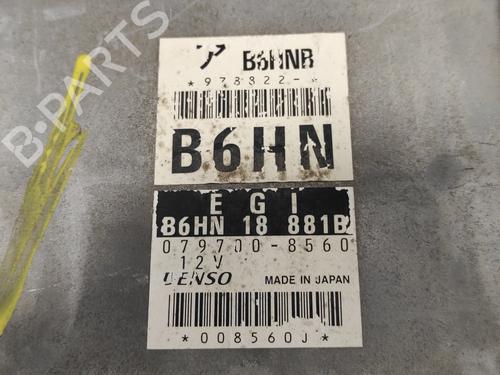 B6HNB
*978822-*
B6HN
EGI
B6HN 18 881B
079700-8560
12V
DENSO MADE IN JAPAN
*008560J*
B-PARTS